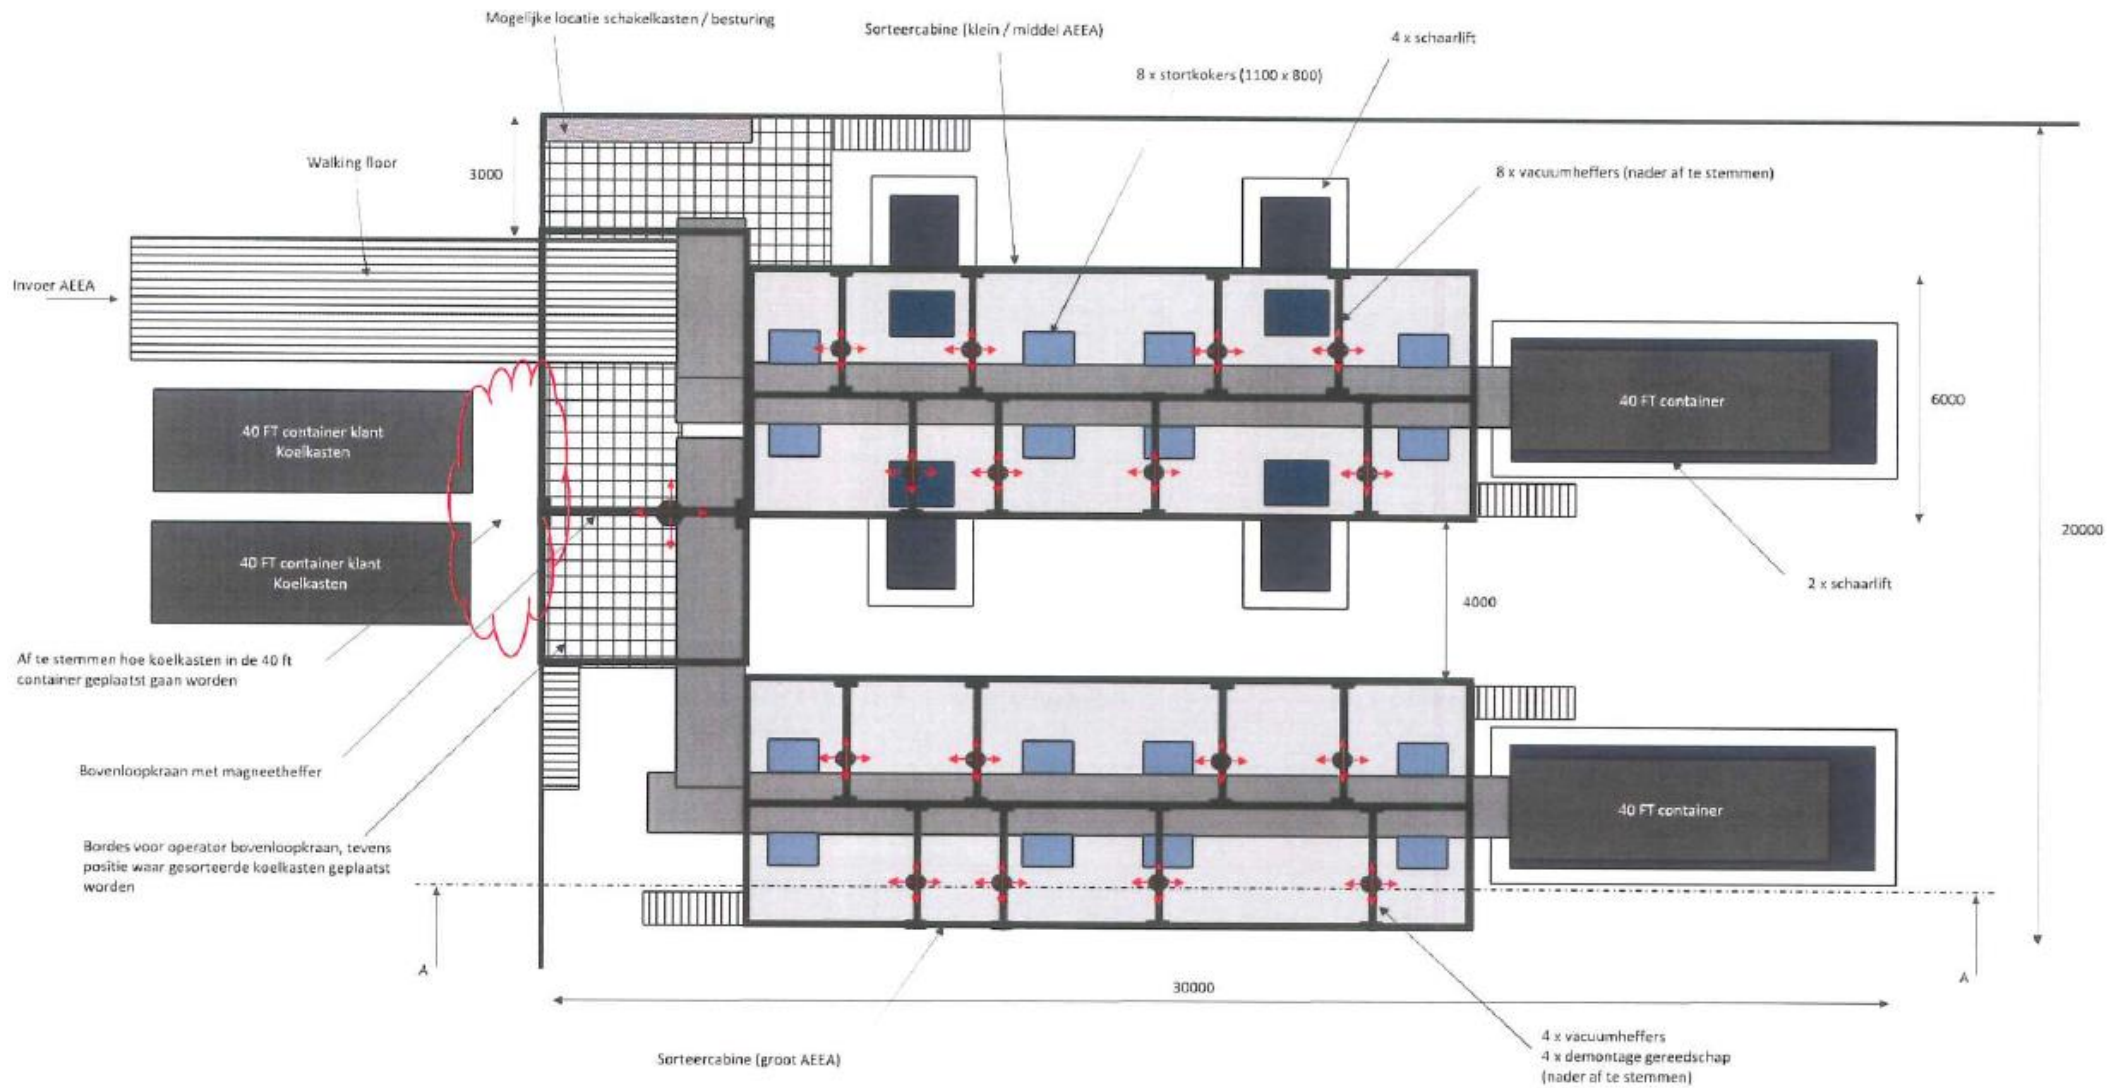 Mogelijke locatie schakelkasten / besturing
Sorteercabine (klein / middel AEEA)
4 x schaarlift
8 x stortkokers (1100 x 800)
Walking floor
3000
8 x vacuumheffers (nader af te stemmen)
Invoer AEEA
40 FT container klant
Koelkasten
40 FT container
6000
20000
40 FT container klant
Koelkasten
2 x schaarlift
4000
Af te stemmen hoe koelkasten in de 40 ft
container geplaatst gaan worden
Bovenloopkraan met magneetheffer
40 FT container
Bordes voor operator bovenloopkraan, tevens
positie waar gesorteerde koelkasten geplaatst
worden
A
A
30000
Sorteercabine (groot AEEA)
4 x vacuumheffers
4 x demontage gereedschap
(nader af te stemmen)